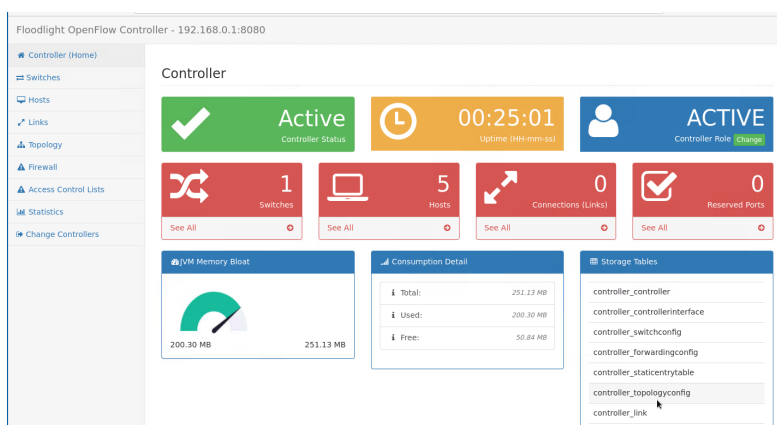 Floodlight OpenFlow Controller - 192.168.0.1:8080
Controller (Home)
Switches
Hosts
Links
Topology
Firewall
Access Control Lists
Statistics
Change Controllers
Controller
Active
Controller Status
00:25:01
Uptime (HH-mm-ss)
ACTIVE
Controller Role Change
1
Switches
See All
5
Hosts
See All
0
Connections (Links)
See All
0
Reserved Ports
See All
JVM Memory Bloat
200.30 MB 251.13 MB
Consumption Detail
Total: 251.13 MB
Used: 200.30 MB
Free: 50.84 MB
Storage Tables
controller_controller
controller_controllerinterface
controller_switchconfig
controller_forwardingconfig
controller_staticentrytable
controller_topologyconfig
controller_link